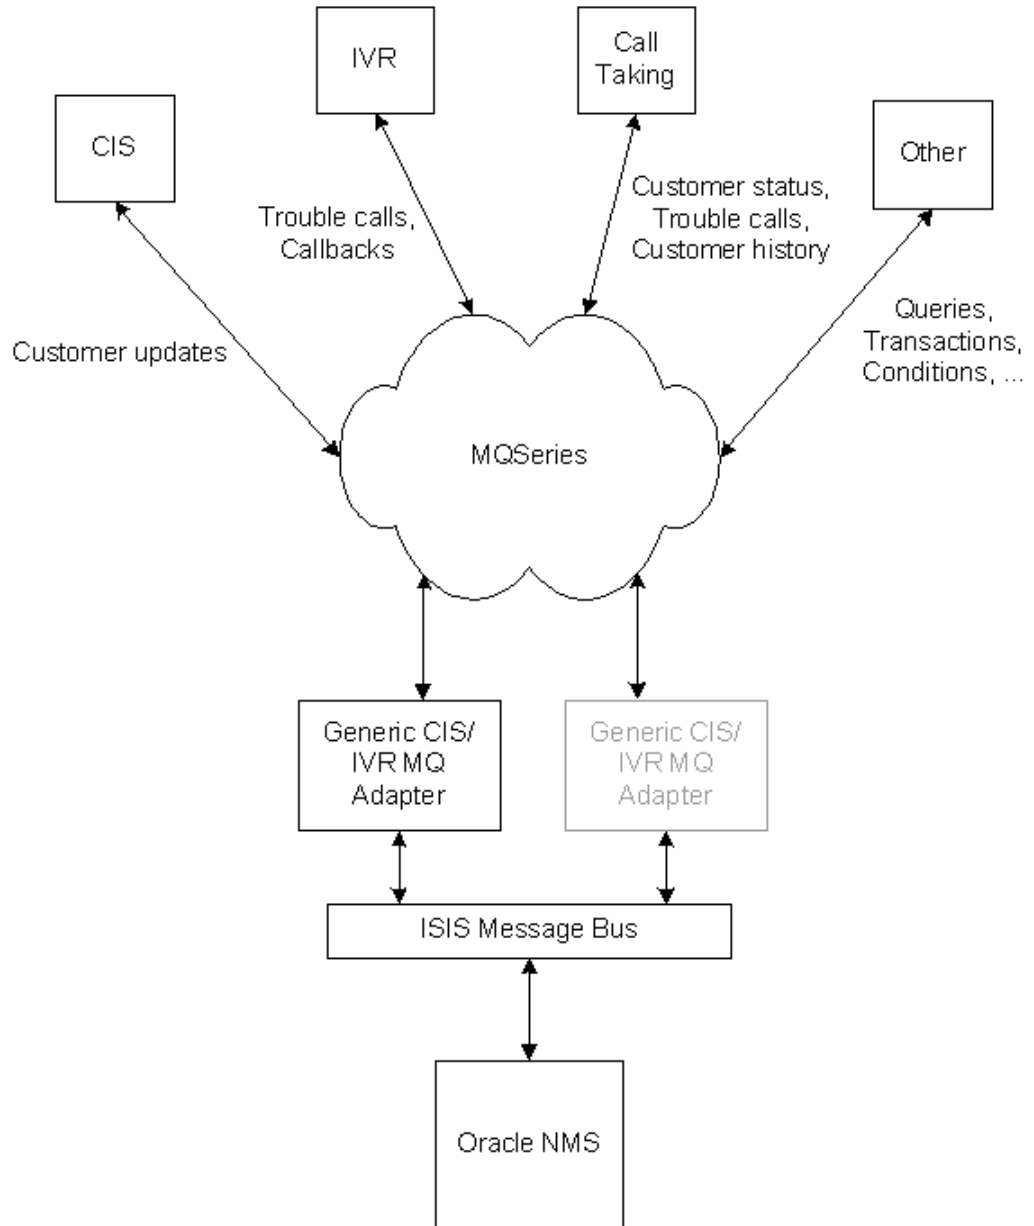 IVR
Call
Taking
CIS
Other
Trouble calls,
Callbacks
Customer status,
Trouble calls,
Customer history
Customer updates
Queries,
Transactions,
Conditions, ...
MQSeries
Generic CIS/
IVR MQ
Adapter
Generic CIS/
IVR MQ
Adapter
ISIS Message Bus
Oracle NMS